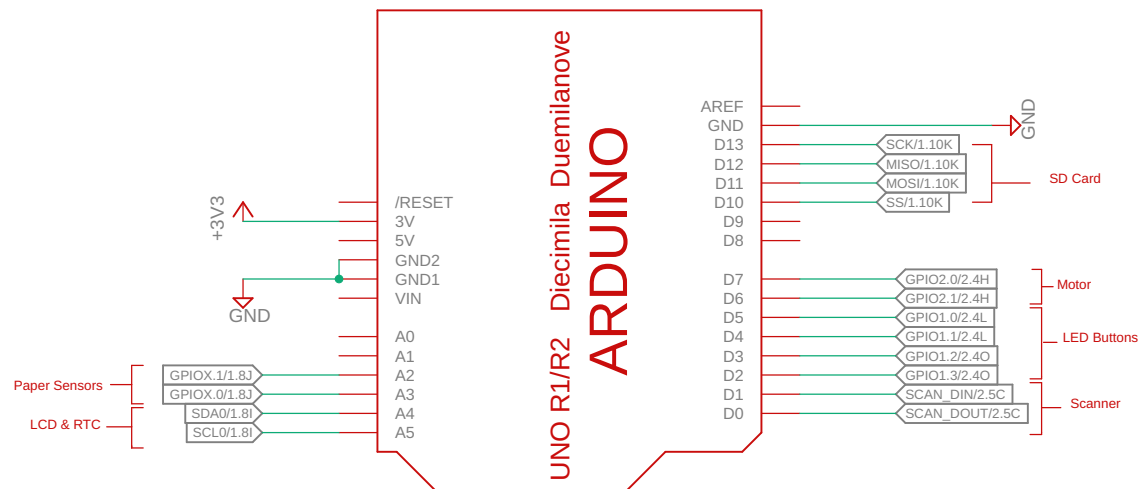 UNO R1/R2 Diecimila Duemilanove
ARDUINO
+3V3
GND
/RESET
3V
5V
GND2
GND1
VIN
A0
A1
A2
A3
A4
A5
Paper Sensors
GPIOX.1/1.8J
GPIOX.0/1.8J
LCD & RTC
SDA0/1.8I
SCL0/1.8I
AREF
GND
D13
D12
D11
D10
D9
D8
D7
D6
D5
D4
D3
D2
D1
D0
GND
SCK/1.10K
MISO/1.10K
MOSI/1.10K
SS/1.10K
SD Card
GPIO2.0/2.4H
GPIO2.1/2.4H
Motor
GPIO1.0/2.4L
GPIO1.1/2.4L
GPIO1.2/2.4O
GPIO1.3/2.4O
LED Buttons
SCAN_DIN/2.5C
SCAN_DOUT/2.5C
Scanner